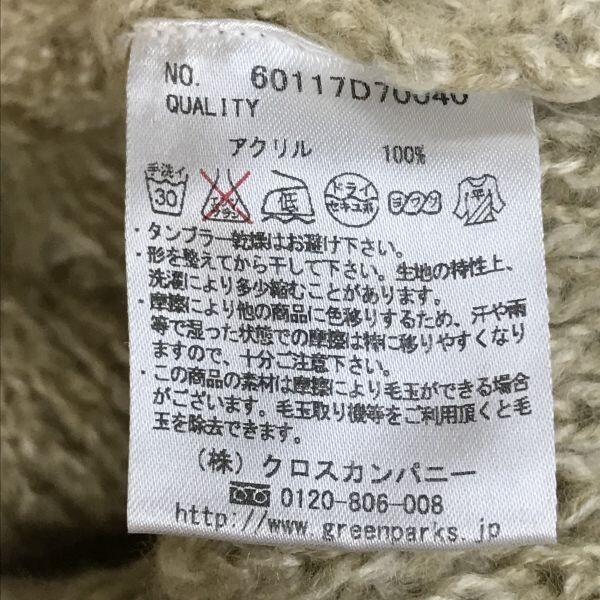 NO. 60117D70040
QUALITY
アクリル 100%
手洗イ
30
エンソ
サラシ
低
ドライ
セキユ系
ヨワク
平
・タンブラー乾燥はお避け下さい。
・形を整えてから干して下さい。生地の特性上、
洗濯により多少縮むことがあります。
・摩擦により他の商品に色移りするため、汗や雨
等で湿った状態での摩擦は特に移りやすくなり
ますので、十分ご注意下さい。
・この商品の素材は摩擦により毛玉ができる場合
がございます。毛玉取り機等をご利用頂くと毛
玉を除去できます。
(株) クロスカンパニー
0120-806-008
http://www.greenparks.jp